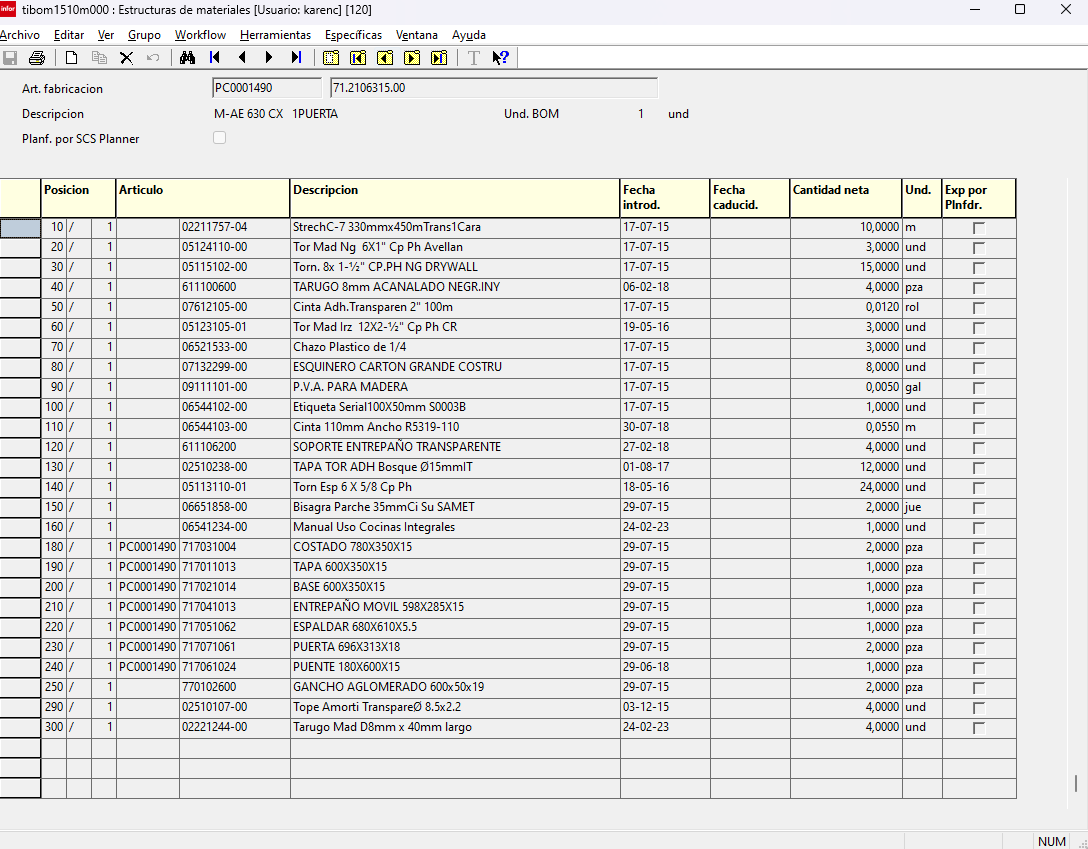 infor tibom1510m000 : Estructuras de materiales [Usuario: karenc] [120]
Archivo Editar Ver Grupo Workflow Herramientas Específicas Ventana Ayuda
Art. fabricacion PC0001490 71.2106315.00
Descripcion M-AE 630 CX 1PUERTA Und. BOM 1 und
Planf. por SCS Planner
Posicion Articulo Descripcion Fecha introd. Fecha caducid. Cantidad neta Und. Exp por Plnfdr.
10 / 1 02211757-04 StrechC-7 330mmx450mTrans1Cara 17-07-15 10,0000 m
20 / 1 05124110-00 Tor Mad Ng 6X1" Cp Ph Avellan 17-07-15 3,0000 und
30 / 1 05115102-00 Torn. 8x 1-½" CP.PH NG DRYWALL 17-07-15 15,0000 und
40 / 1 611100600 TARUGO 8mm ACANALADO NEGR.INY 06-02-18 4,0000 pza
50 / 1 07612105-00 Cinta Adh.Transparen 2" 100m 17-07-15 0,0120 rol
60 / 1 05123105-01 Tor Mad Irz 12X2-½" Cp Ph CR 19-05-16 3,0000 und
70 / 1 06521533-00 Chazo Plastico de 1/4 17-07-15 3,0000 und
80 / 1 07132299-00 ESQUINERO CARTON GRANDE COSTRU 17-07-15 8,0000 und
90 / 1 09111101-00 P.V.A. PARA MADERA 17-07-15 0,0050 gal
100 / 1 06544102-00 Etiqueta Serial100X50mm S0003B 17-07-15 1,0000 und
110 / 1 06544103-00 Cinta 110mm Ancho R5319-110 30-07-18 0,0550 m
120 / 1 611106200 SOPORTE ENTREPAÑO TRANSPARENTE 27-02-18 4,0000 und
130 / 1 02510238-00 TAPA TOR ADH Bosque Ø15mmIT 01-08-17 12,0000 und
140 / 1 05113110-01 Torn Esp 6 X 5/8 Cp Ph 18-05-16 24,0000 und
150 / 1 06651858-00 Bisagra Parche 35mmCi Su SAMET 29-07-15 2,0000 jue
160 / 1 06541234-00 Manual Uso Cocinas Integrales 24-02-23 1,0000 und
180 / 1 PC0001490 717031004 COSTADO 780X350X15 29-07-15 2,0000 pza
190 / 1 PC0001490 717011013 TAPA 600X350X15 29-07-15 1,0000 pza
200 / 1 PC0001490 717021014 BASE 600X350X15 29-07-15 1,0000 pza
210 / 1 PC0001490 717041013 ENTREPAÑO MOVIL 598X285X15 29-07-15 1,0000 pza
220 / 1 PC0001490 717051062 ESPALDAR 680X610X5.5 29-07-15 1,0000 pza
230 / 1 PC0001490 717071061 PUERTA 696X313X18 29-07-15 2,0000 pza
240 / 1 PC0001490 717061024 PUENTE 180X600X15 29-06-18 1,0000 pza
250 / 1 770102600 GANCHO AGLOMERADO 600x50x19 29-07-15 2,0000 pza
290 / 1 02510107-00 Tope Amorti TranspareØ 8.5x2.2 03-12-15 4,0000 und
300 / 1 02221244-00 Tarugo Mad D8mm x 40mm largo 24-02-23 4,0000 und
NUM